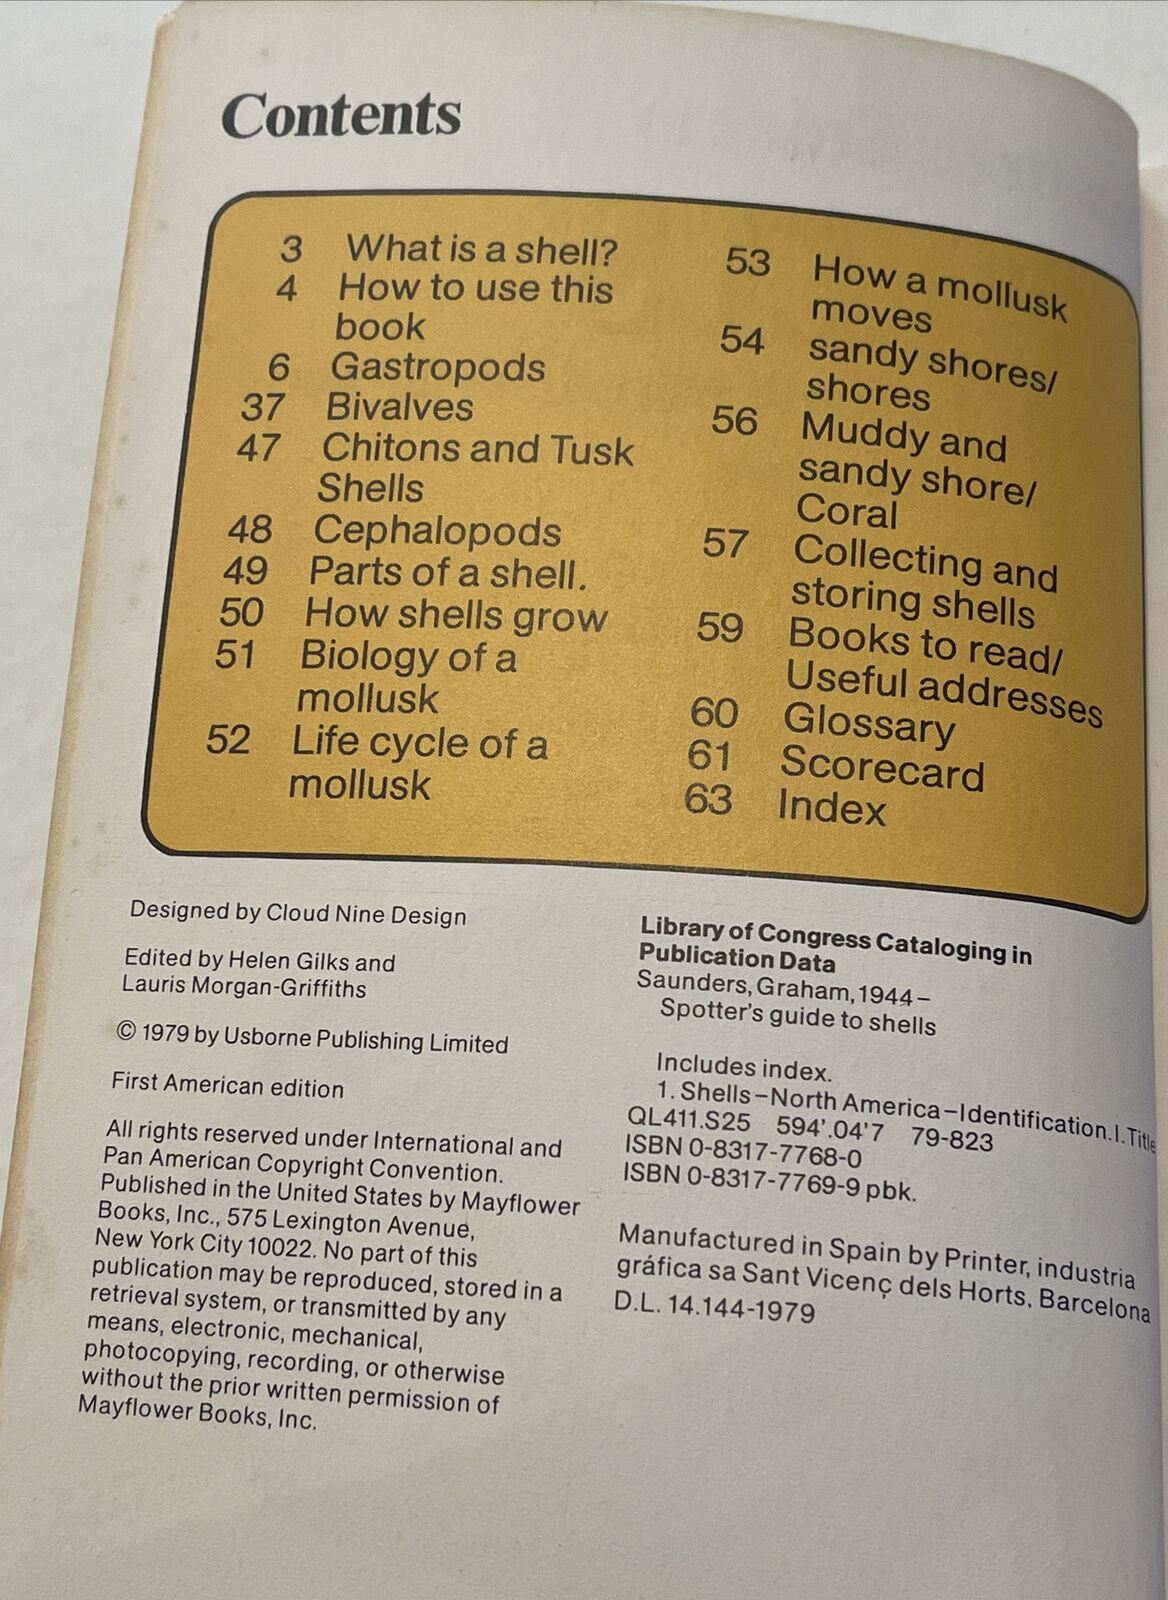 Contents
3 What is a shell?
4 How to use this
book
6 Gastropods
37 Bivalves
47 Chitons and Tusk
Shells
48 Cephalopods
49 Parts of a shell.
50 How shells grow
51 Biology of a
mollusk
52 Life cycle of a
mollusk
53 How a mollusk
moves
54 sandy shores/
shores
56 Muddy and
sandy shore/
Coral
57 Collecting and
storing shells
59 Books to read/
Useful addresses
60 Glossary
61 Scorecard
63 Index
Designed by Cloud Nine Design
Edited by Helen Gilks and
Lauris Morgan-Griffiths
© 1979 by Usborne Publishing Limited
First American edition
All rights reserved under International and
Pan American Copyright Convention.
Published in the United States by Mayflower
Books, Inc., 575 Lexington Avenue,
New York City 10022. No part of this
publication may be reproduced, stored in a
retrieval system, or transmitted by any
means, electronic, mechanical,
photocopying, recording, or otherwise
without the prior written permission of
Mayflower Books, Inc.
Library of Congress Cataloging in
Publication Data
Saunders, Graham, 1944–
Spotter's guide to shells
Includes index.
1. Shells–North America–Identification. I. Title
QL411.S25 594'.04'7 79-823
ISBN 0-8317-7768-0
ISBN 0-8317-7769-9 pbk.
Manufactured in Spain by Printer, industria
gráfica sa Sant Vicenç dels Horts. Barcelona
D.L. 14.144-1979